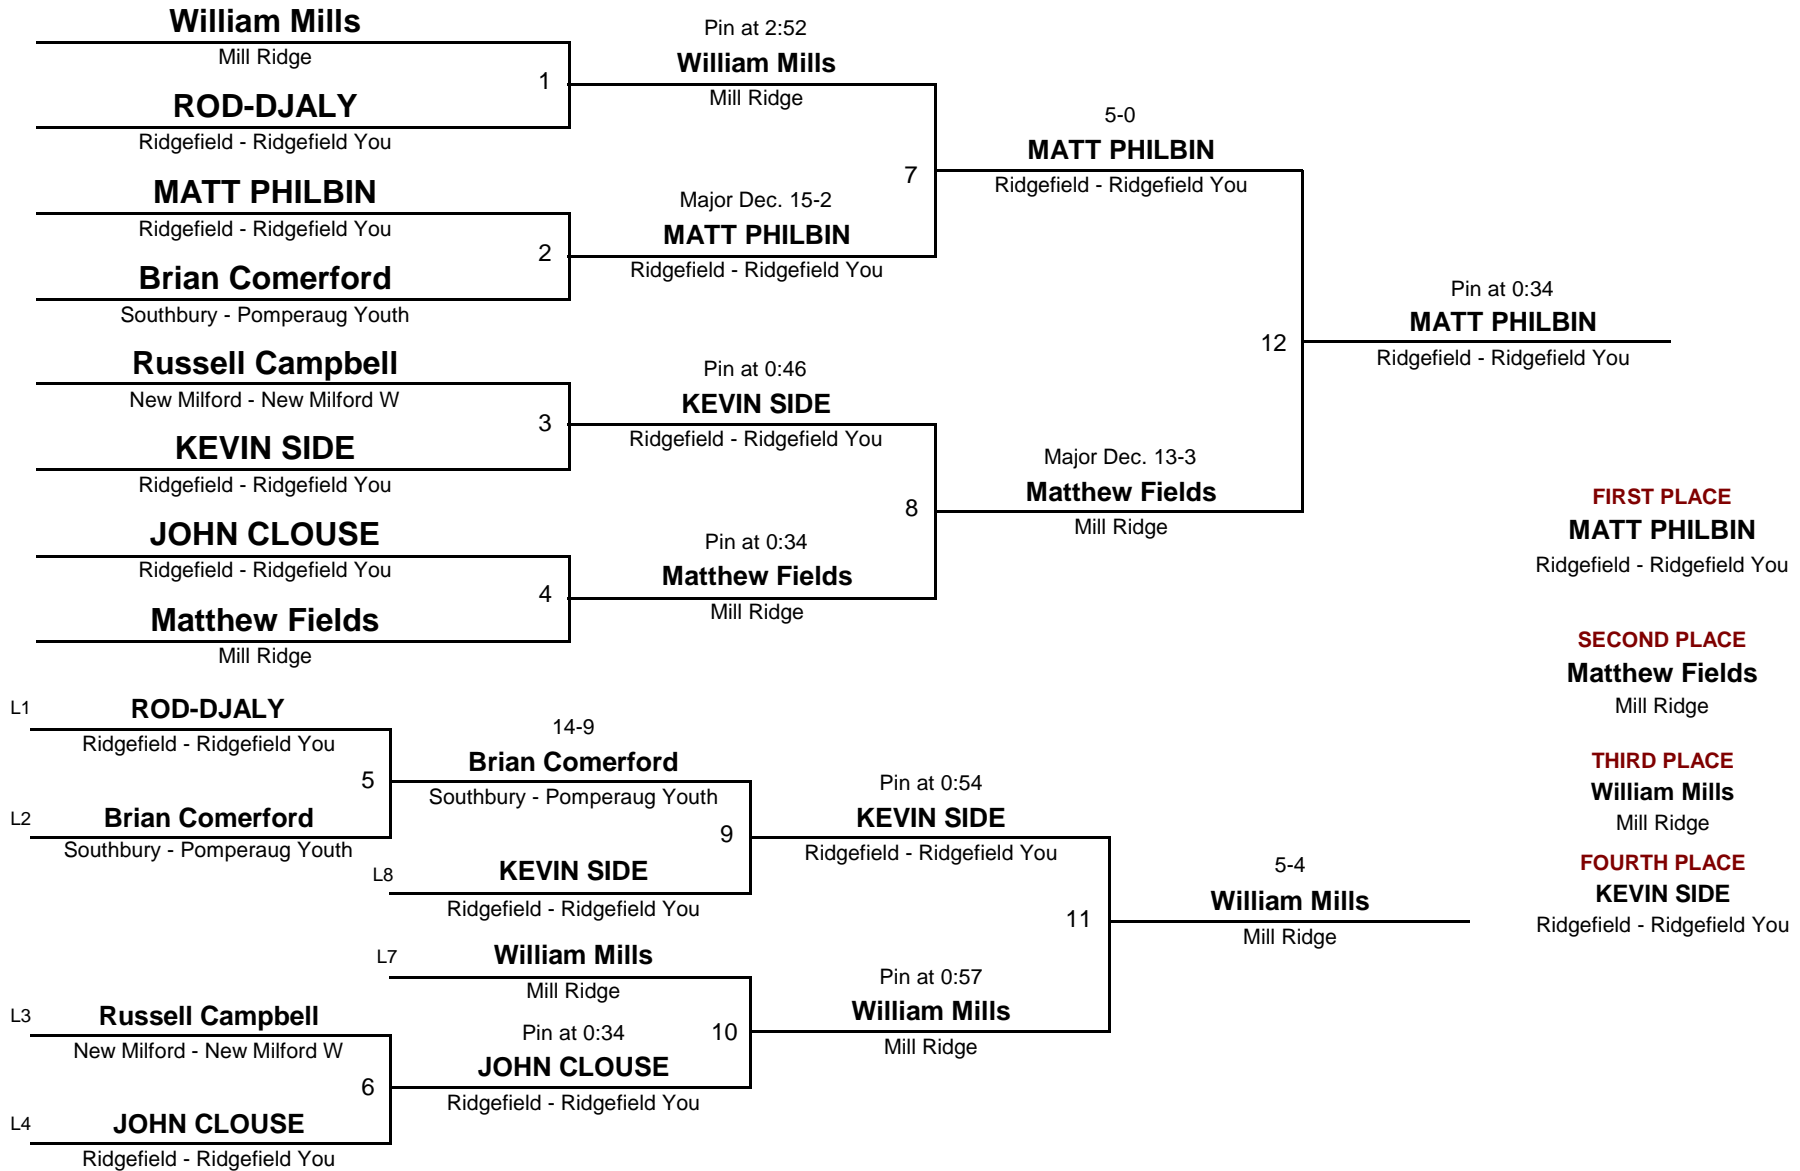 William Mills
Mill Ridge
1
ROD-DJALY
Ridgefield - Ridgefield You
MATT PHILBIN
Ridgefield - Ridgefield You
2
Brian Comerford
Southbury - Pomperaug Youth
Russell Campbell
New Milford - New Milford W
3
KEVIN SIDE
Ridgefield - Ridgefield You
JOHN CLOUSE
Ridgefield - Ridgefield You
4
Matthew Fields
Mill Ridge
Pin at 2:52
William Mills
Mill Ridge
7
Major Dec. 15-2
MATT PHILBIN
Ridgefield - Ridgefield You
Pin at 0:46
KEVIN SIDE
Ridgefield - Ridgefield You
8
Pin at 0:34
Matthew Fields
Mill Ridge
5-0
MATT PHILBIN
Ridgefield - Ridgefield You
12
Major Dec. 13-3
Matthew Fields
Mill Ridge
Pin at 0:34
MATT PHILBIN
Ridgefield - Ridgefield You
L1
ROD-DJALY
Ridgefield - Ridgefield You
5
L2
Brian Comerford
Southbury - Pomperaug Youth
14-9
Brian Comerford
Southbury - Pomperaug Youth
9
L8
KEVIN SIDE
Ridgefield - Ridgefield You
L7
William Mills
Mill Ridge
10
L3
Russell Campbell
New Milford - New Milford W
6
L4
JOHN CLOUSE
Ridgefield - Ridgefield You
Pin at 0:34
JOHN CLOUSE
Ridgefield - Ridgefield You
Pin at 0:54
KEVIN SIDE
Ridgefield - Ridgefield You
11
Pin at 0:57
William Mills
Mill Ridge
5-4
William Mills
Mill Ridge
FIRST PLACE
MATT PHILBIN
Ridgefield - Ridgefield You
SECOND PLACE
Matthew Fields
Mill Ridge
THIRD PLACE
William Mills
Mill Ridge
FOURTH PLACE
KEVIN SIDE
Ridgefield - Ridgefield You